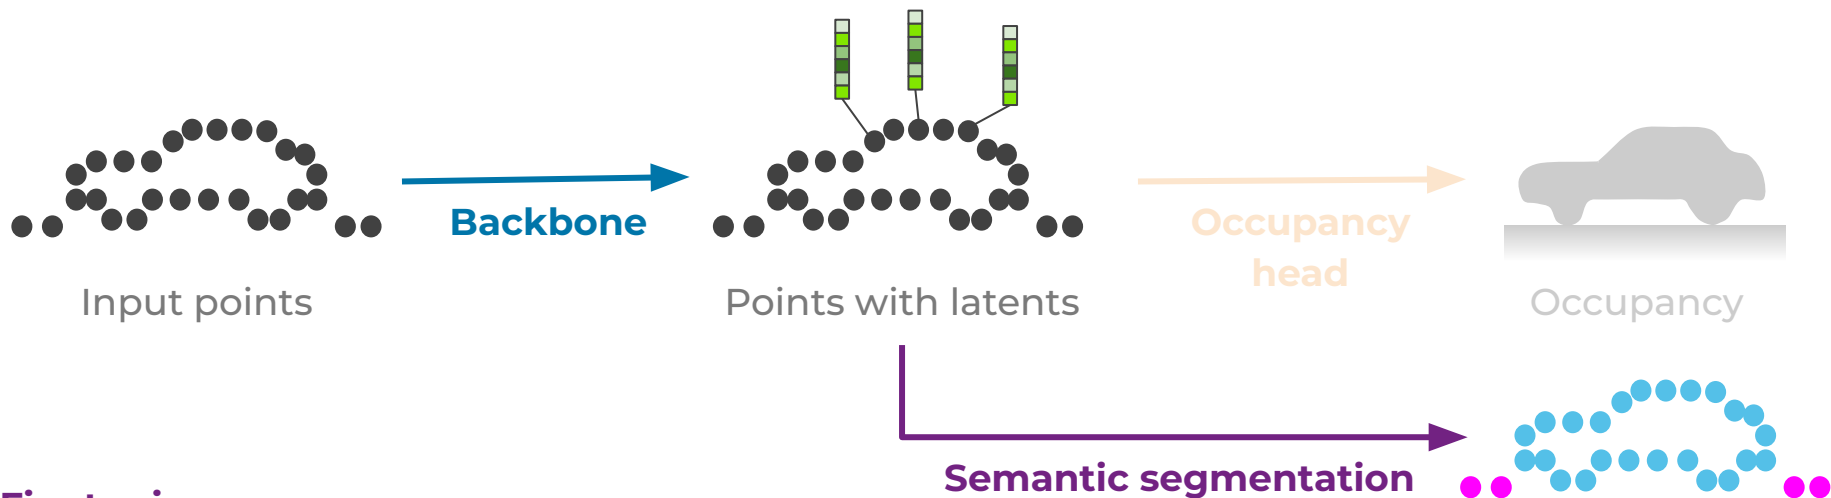 Backbone
Occupancy
head
Input points
Points with latents
Occupancy
Semantic segmentation